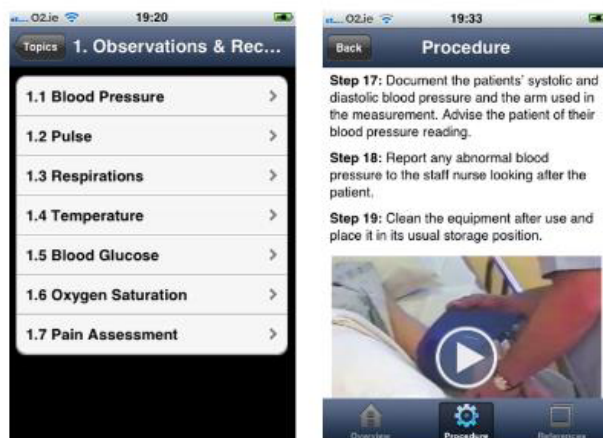 O2.ie 19:20
Topics 1. Observations & Rec...
1.1 Blood Pressure
1.2 Pulse
1.3 Respirations
1.4 Temperature
1.5 Blood Glucose
1.6 Oxygen Saturation
1.7 Pain Assessment
O2.ie 19:33
Back Procedure
Step 17: Document the patients' systolic and
diastolic blood pressure and the arm used in
the measurement. Advise the patient of their
blood pressure reading.
Step 18: Report any abnormal blood
pressure to the staff nurse looking after the
patient.
Step 19: Clean the equipment after use and
place it in its usual storage position.
Overview Procedure References